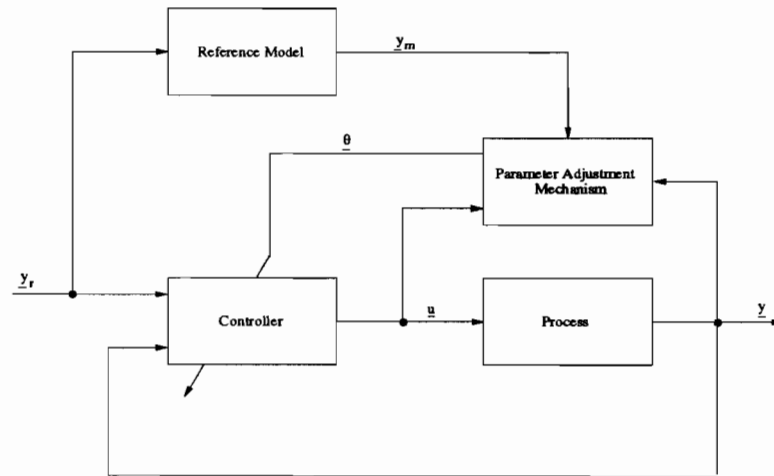 Reference Model
y_m
θ
Parameter Adjustment
Mechanism
y_r
Controller
u
Process
y